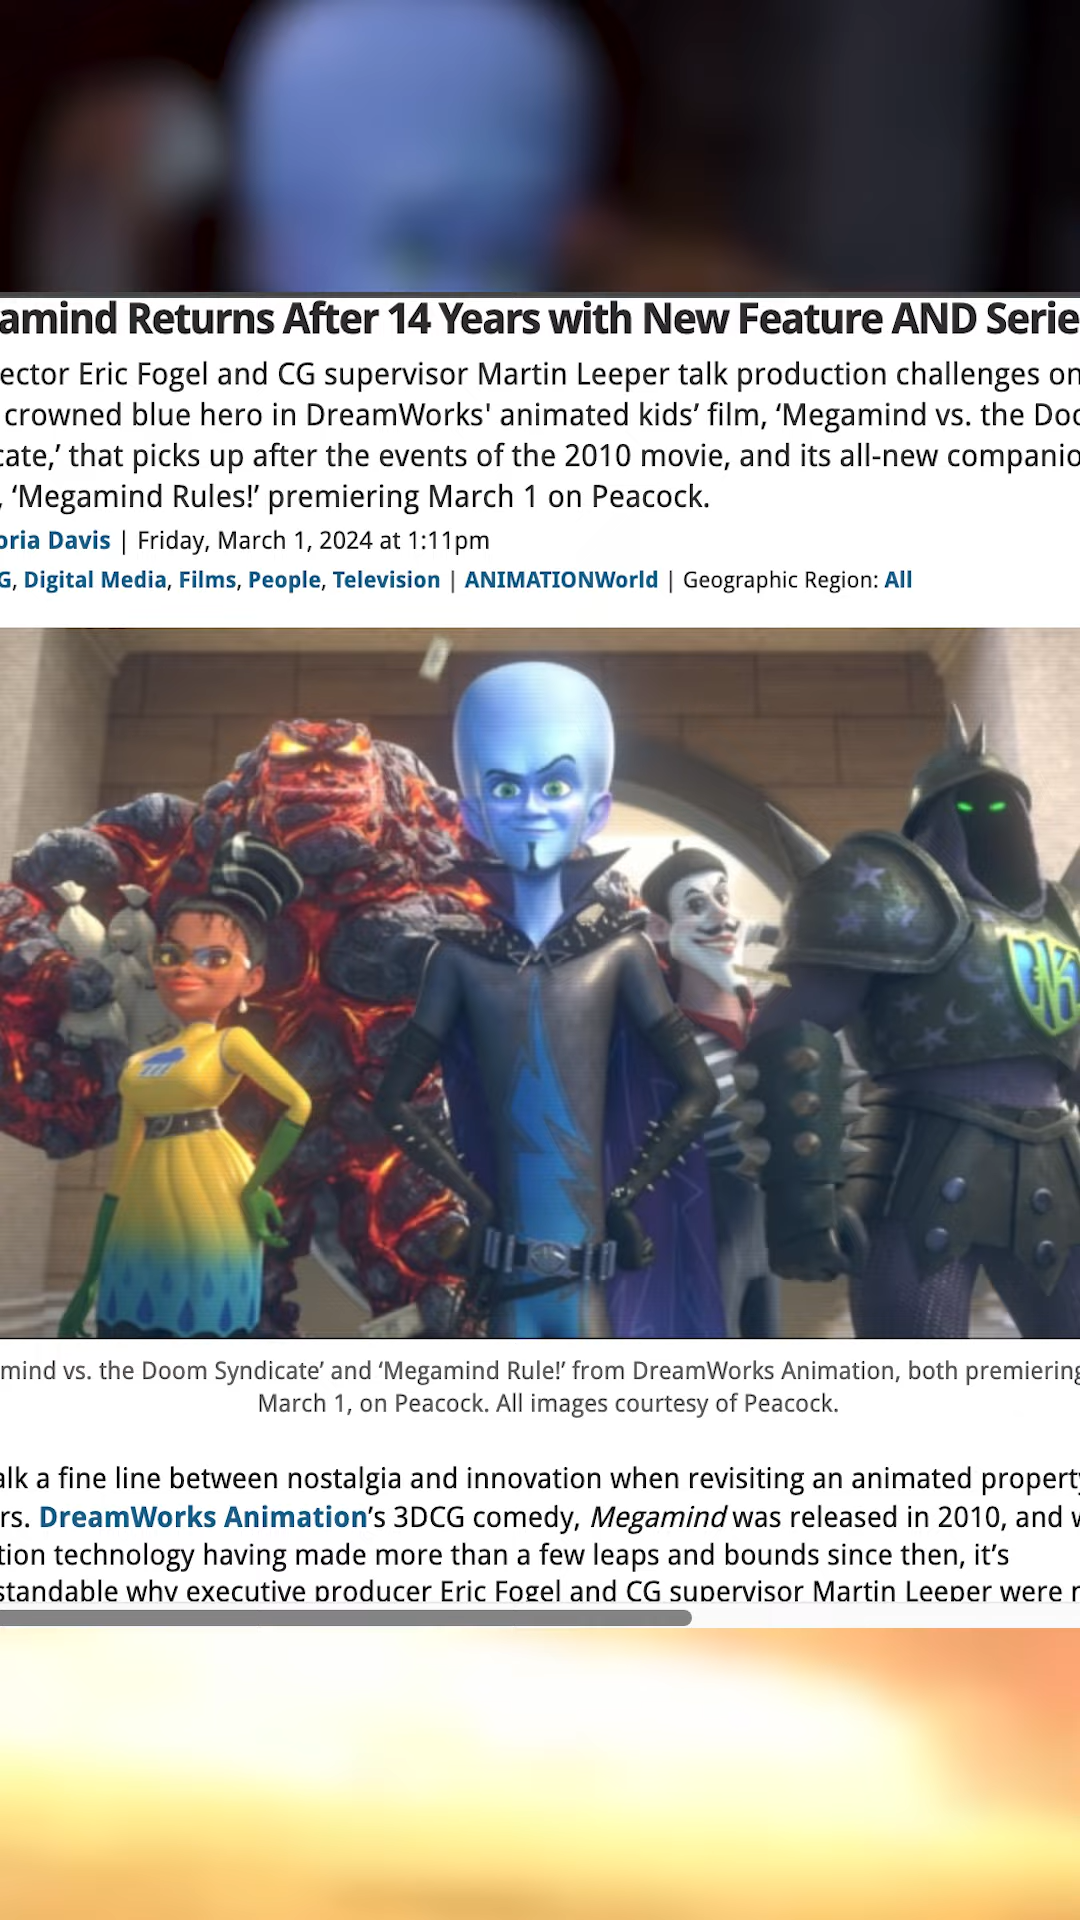 amind Returns After 14 Years with New Feature AND Serie
ector Eric Fogel and CG supervisor Martin Leeper talk production challenges on
crowned blue hero in DreamWorks' animated kids’ film, ‘Megamind vs. the Doo
cate,’ that picks up after the events of the 2010 movie, and its all-new companio
, ‘Megamind Rules!’ premiering March 1 on Peacock.
oria Davis | Friday, March 1, 2024 at 1:11pm
G, Digital Media, Films, People, Television | ANIMATIONWorld | Geographic Region: All
mind vs. the Doom Syndicate’ and ‘Megamind Rule!’ from DreamWorks Animation, both premiering
March 1, on Peacock. All images courtesy of Peacock.
alk a fine line between nostalgia and innovation when revisiting an animated property
rs. DreamWorks Animation’s 3DCG comedy, Megamind was released in 2010, and w
tion technology having made more than a few leaps and bounds since then, it’s
standable why executive producer Eric Fogel and CG supervisor Martin Leeper were